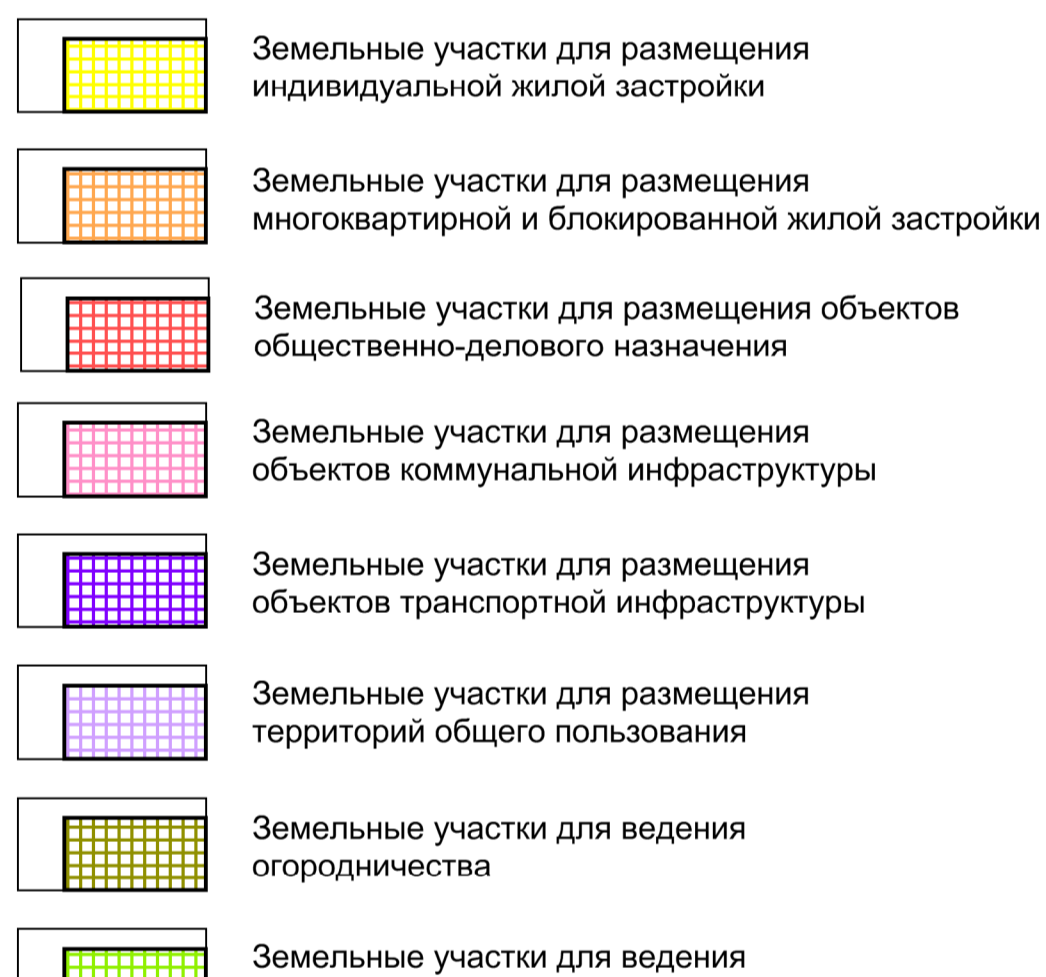 Земельные участки для размещения
индивидуальной жилой застройки
Земельные участки для размещения
многоквартирной и блокированной жилой застройки
Земельные участки для размещения объектов
общественно-делового назначения
Земельные участки для размещения
объектов коммунальной инфраструктуры
Земельные участки для размещения
объектов транспортной инфраструктуры
Земельные участки для размещения
территорий общего пользования
Земельные участки для ведения
огородничества
Земельные участки для ведения